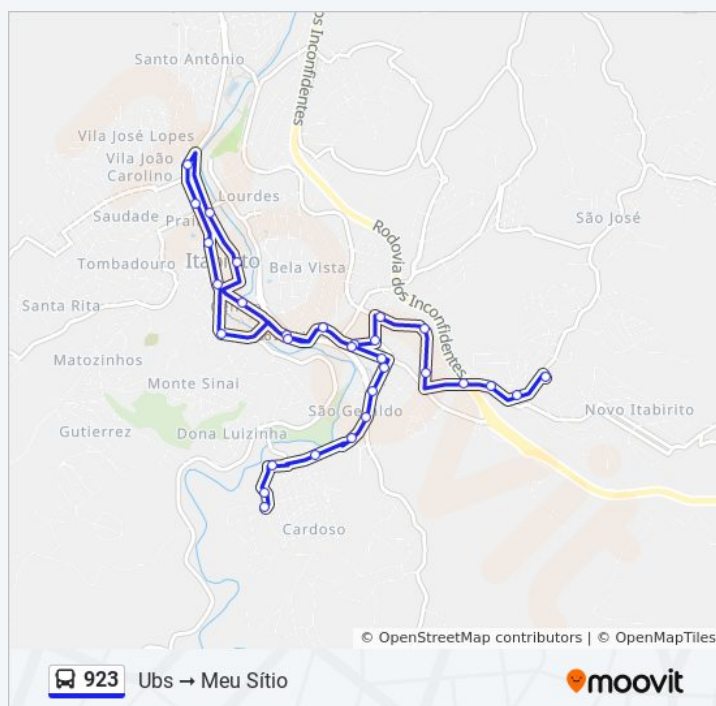 os Inconfidentes
Santo Antônio
Vila José Lopes
Vila João
Carolino
Lourdes
Saudade
São José
Rodovia dos Inconfidentes
Tombadouro
Bela Vista
Santa Rita
Matozinhos
Monte Sinai
São Geraldo
Novo Itabirito
Gutierrez
Dona Luizinha
Cardoso
© OpenStreetMap contributors | © OpenMapTiles
923 Ubs → Meu Sítio
moovit